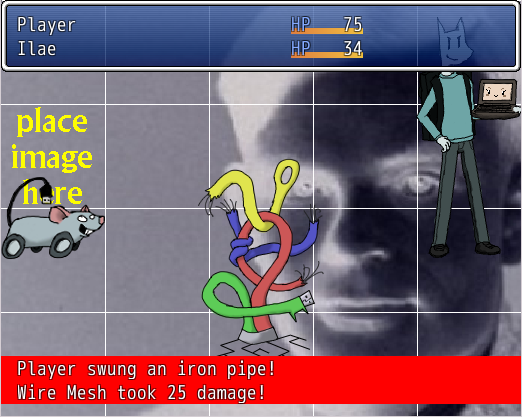 Player HP 75
Ilae HP 34
place
image
here
Player swung an iron pipe!
Wire Mesh took 25 damage!